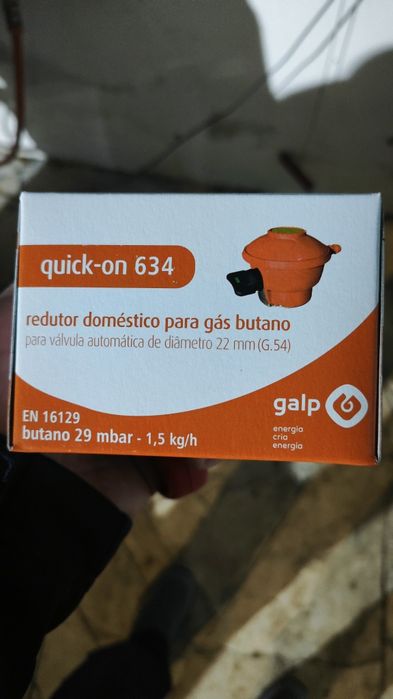 quick-on 634
redutor doméstico para gás butano
para válvula automática de diâmetro 22 mm (G.54)
galp
energia
cria
energia
EN 16129
butano 29 mbar - 1,5 kg/h